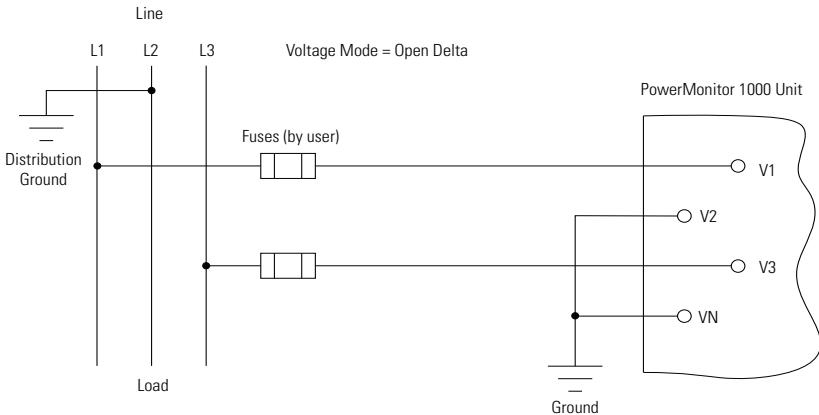 Line
L1 L2 L3 Voltage Mode = Open Delta
PowerMonitor 1000 Unit
Fuses (by user)
Distribution
Ground
V1
V2
V3
VN
Load
Ground